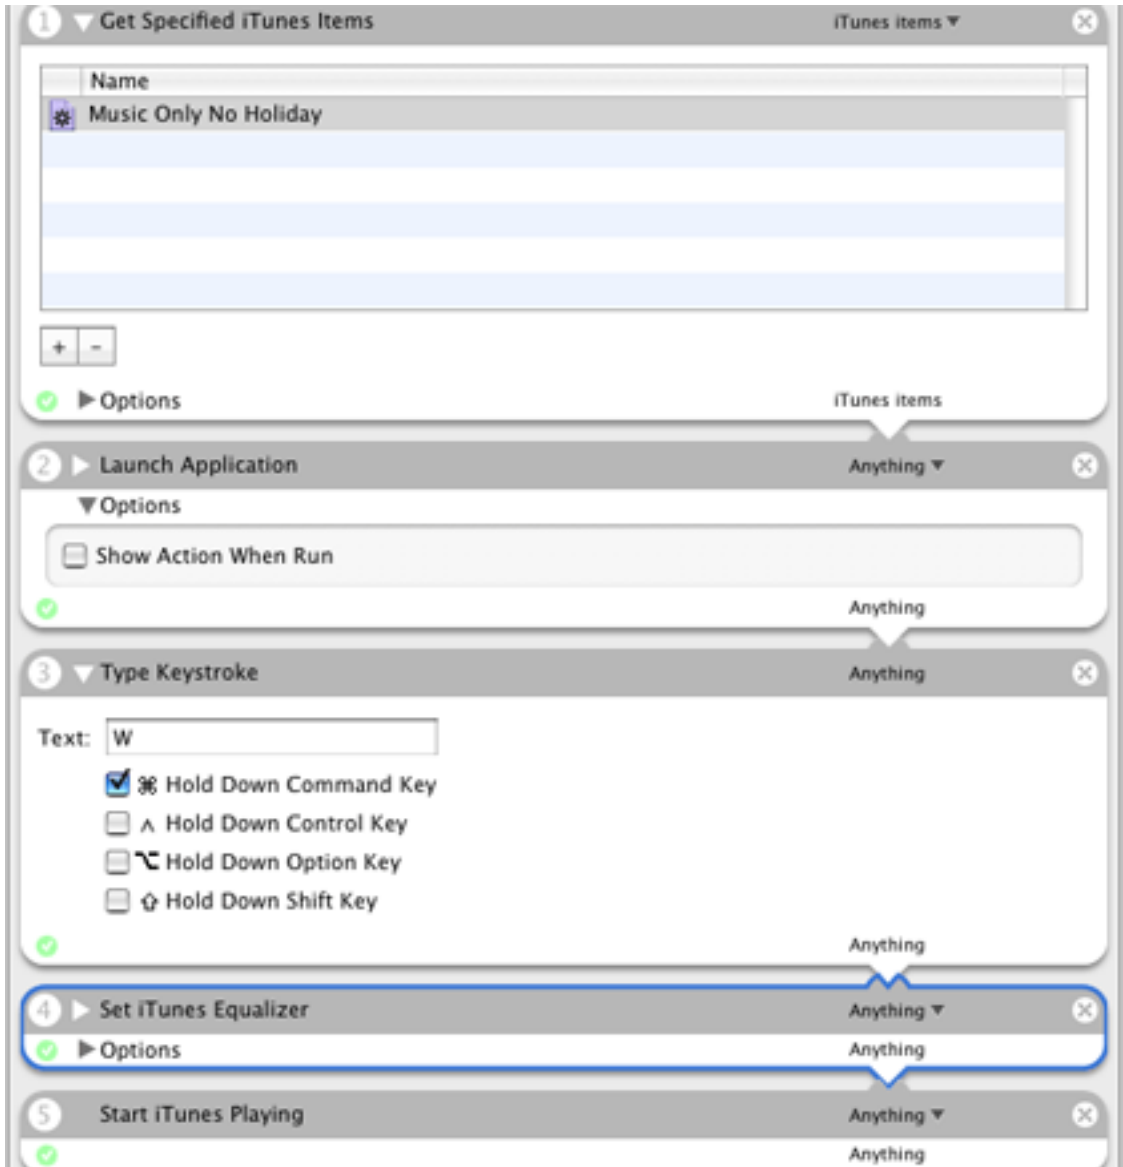 1 Get Specified iTunes Items iTunes items
Name
Music Only No Holiday
+ -
Options iTunes items
2 Launch Application Anything
Options
Show Action When Run
Anything
3 Type Keystroke Anything
Text: W
⌘ Hold Down Command Key
^ Hold Down Control Key
⌥ Hold Down Option Key
⇧ Hold Down Shift Key
Anything
4 Set iTunes Equalizer Anything
Options Anything
5 Start iTunes Playing Anything
Anything